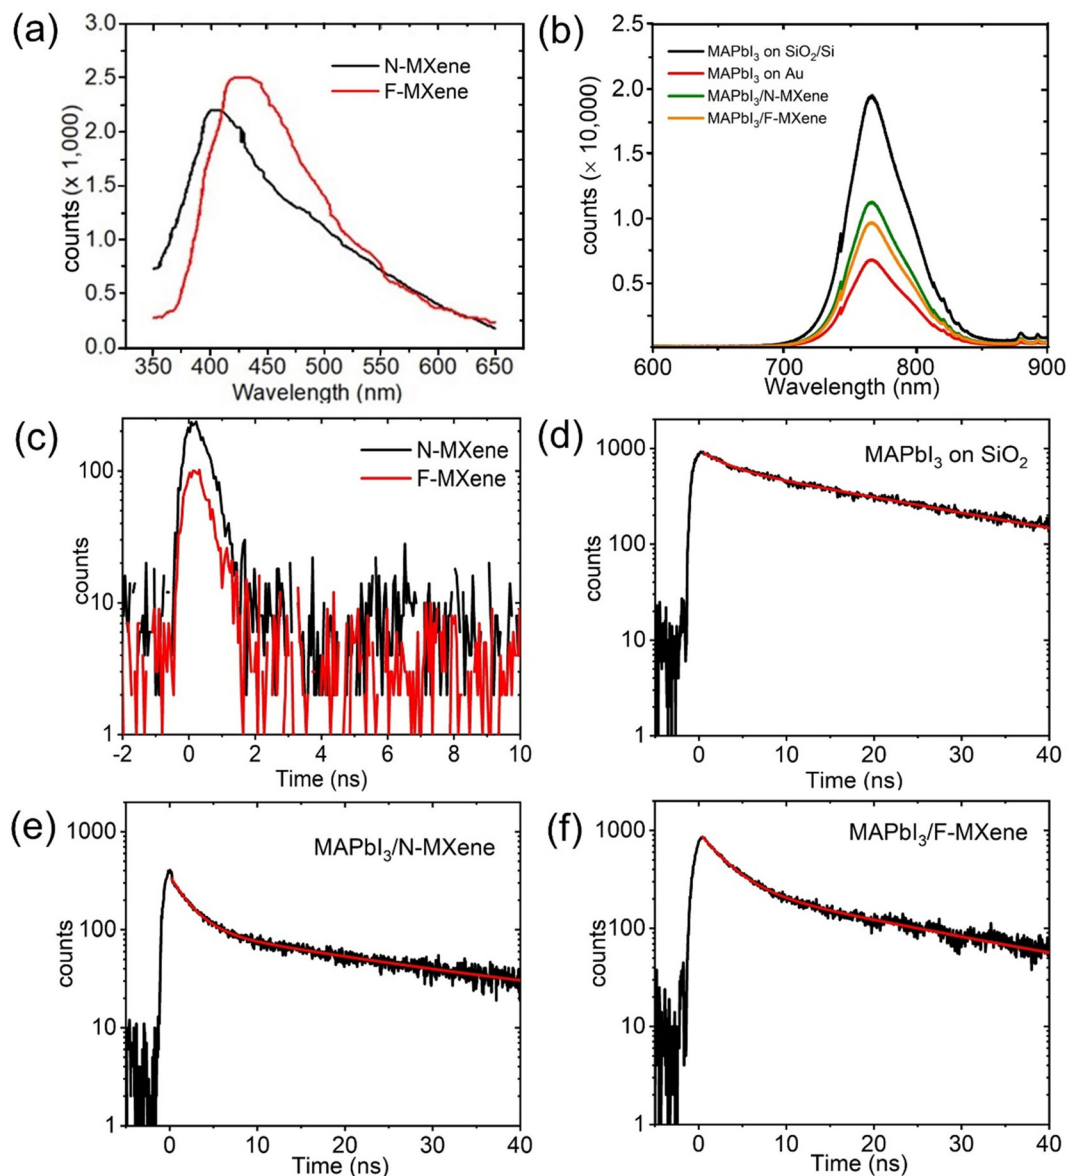 (a)
3.0
2.5
2.0
1.5
1.0
0.5
0.0
counts (x 1,000)
N-MXene
F-MXene
350 400 450 500 550 600 650
Wavelength (nm)
(b)
2.5
2.0
1.5
1.0
0.5
counts (× 10,000)
MAPbI₃ on SiO₂/Si
MAPbI₃ on Au
MAPbI₃/N-MXene
MAPbI₃/F-MXene
600 700 800 900
Wavelength (nm)
(c)
100
10
1
counts
N-MXene
F-MXene
-2 0 2 4 6 8 10
Time (ns)
(d)
1000
100
10
1
counts
MAPbI₃ on SiO₂
0 10 20 30 40
Time (ns)
(e)
1000
100
10
1
counts
MAPbI₃/N-MXene
0 10 20 30 40
Time (ns)
(f)
1000
100
10
1
counts
MAPbI₃/F-MXene
0 10 20 30 40
Time (ns)